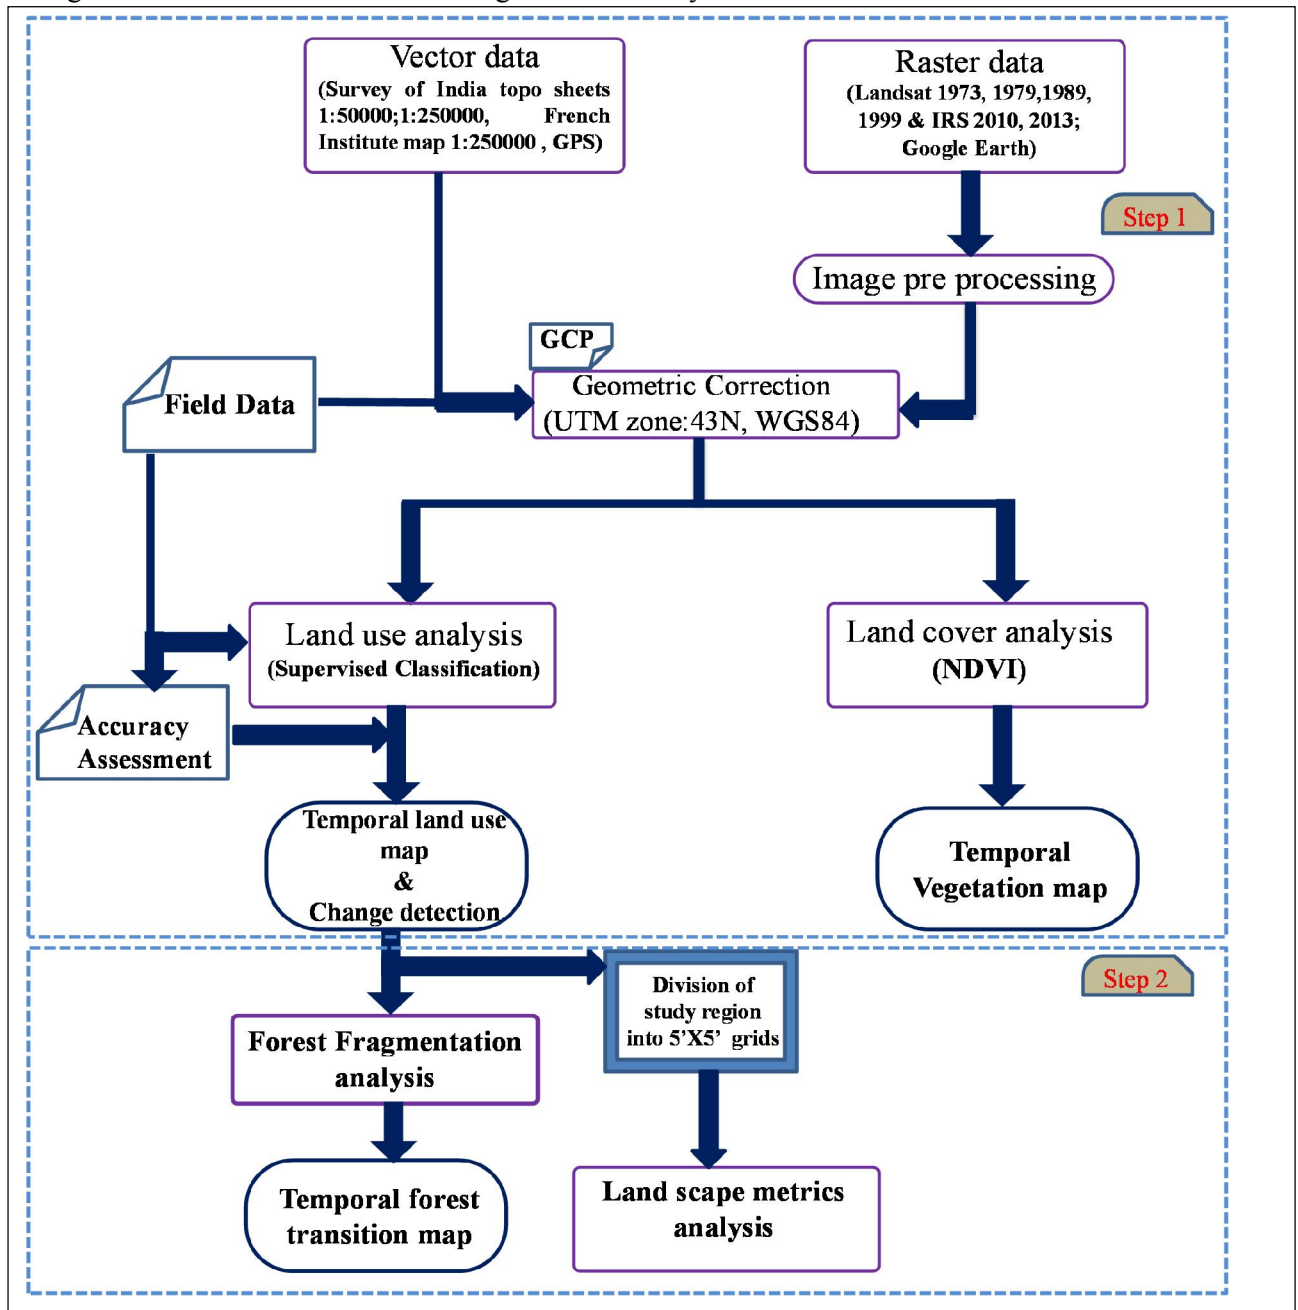 Vector data
(Survey of India topo sheets
1:50000;1:250000, French
Institute map 1:250000 , GPS)
Raster data
(Landsat 1973, 1979,1989,
1999 & IRS 2010, 2013;
Google Earth)
Step 1
Image pre processing
GCP
Geometric Correction
(UTM zone:43N, WGS84)
Field Data
Land use analysis
(Supervised Classification)
Land cover analysis
(NDVI)
Accuracy
Assessment
Temporal land use
map
&
Change detection
Temporal
Vegetation map
Step 2
Division of
study region
into 5’X5’ grids
Forest Fragmentation
analysis
Temporal forest
transition map
Land scape metrics
analysis